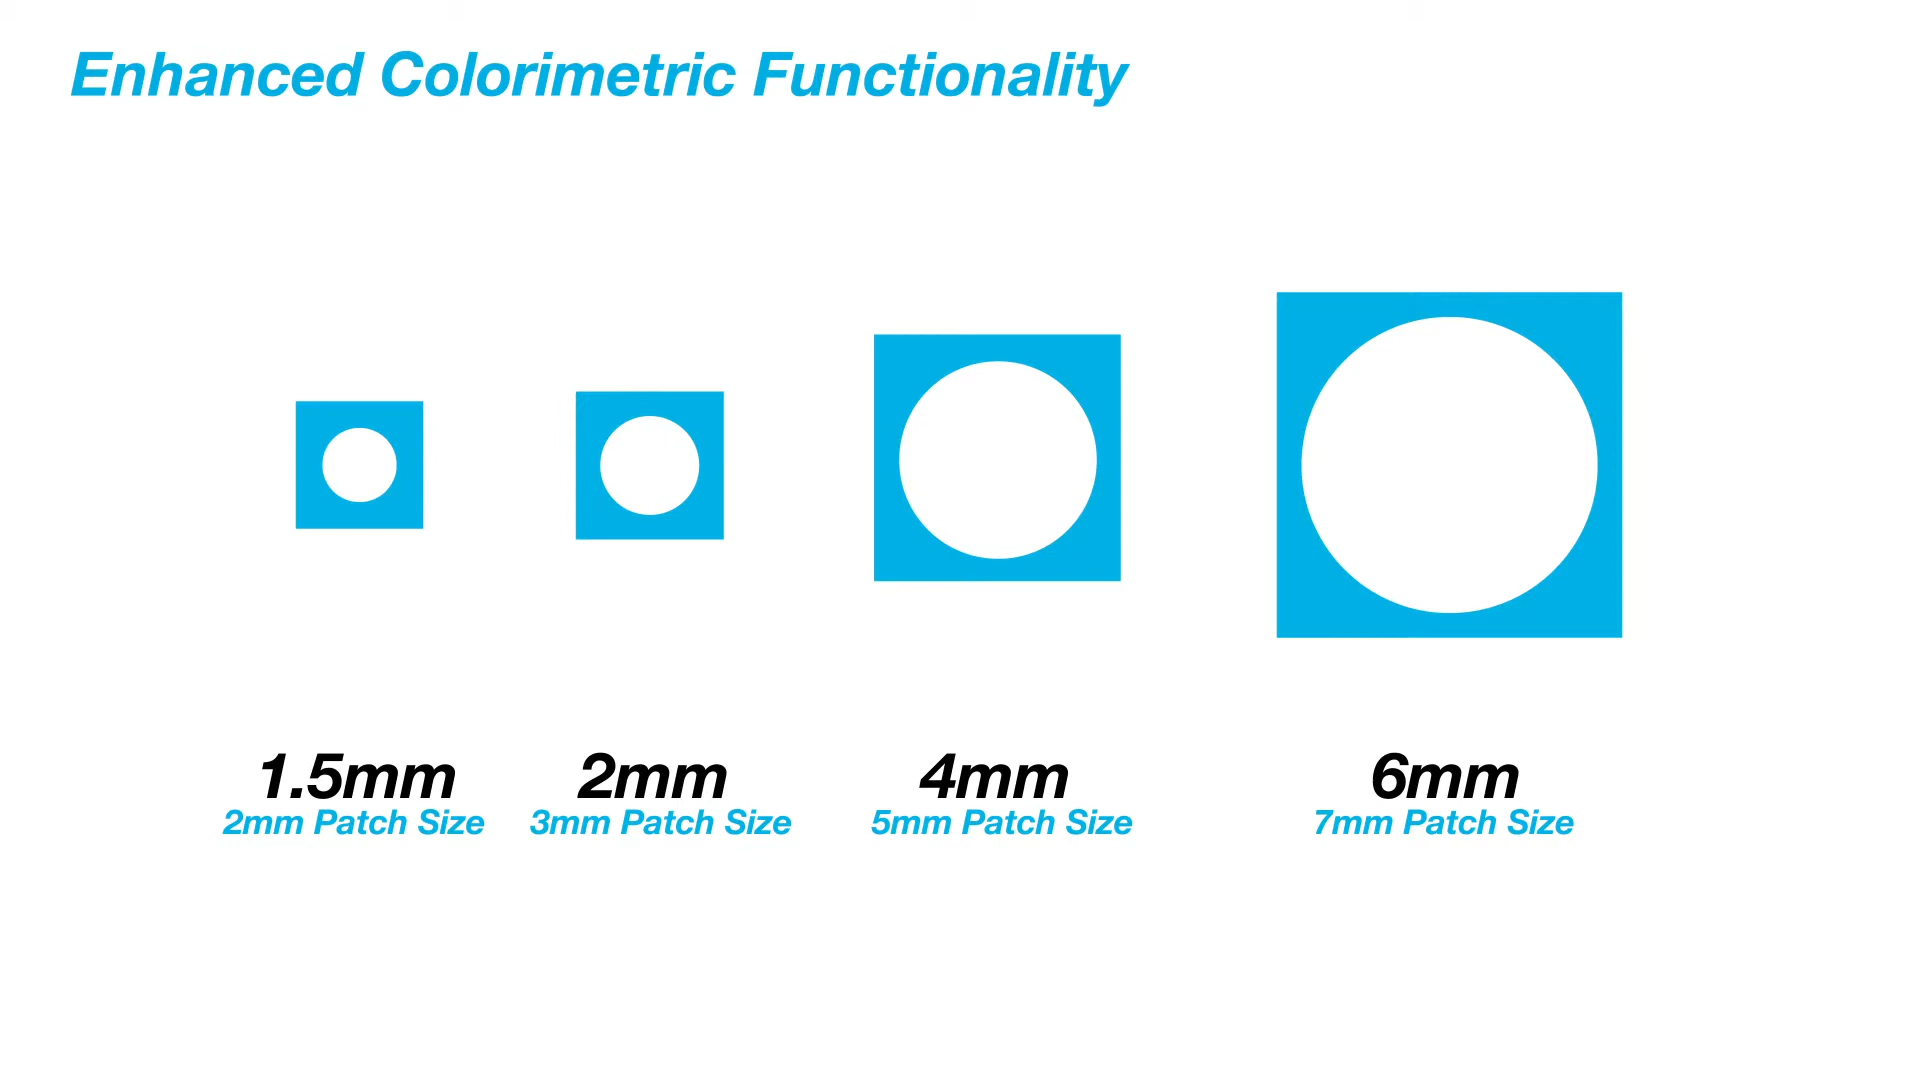 Enhanced Colorimetric Functionality
1.5mm
2mm Patch Size
2mm
3mm Patch Size
4mm
5mm Patch Size
6mm
7mm Patch Size